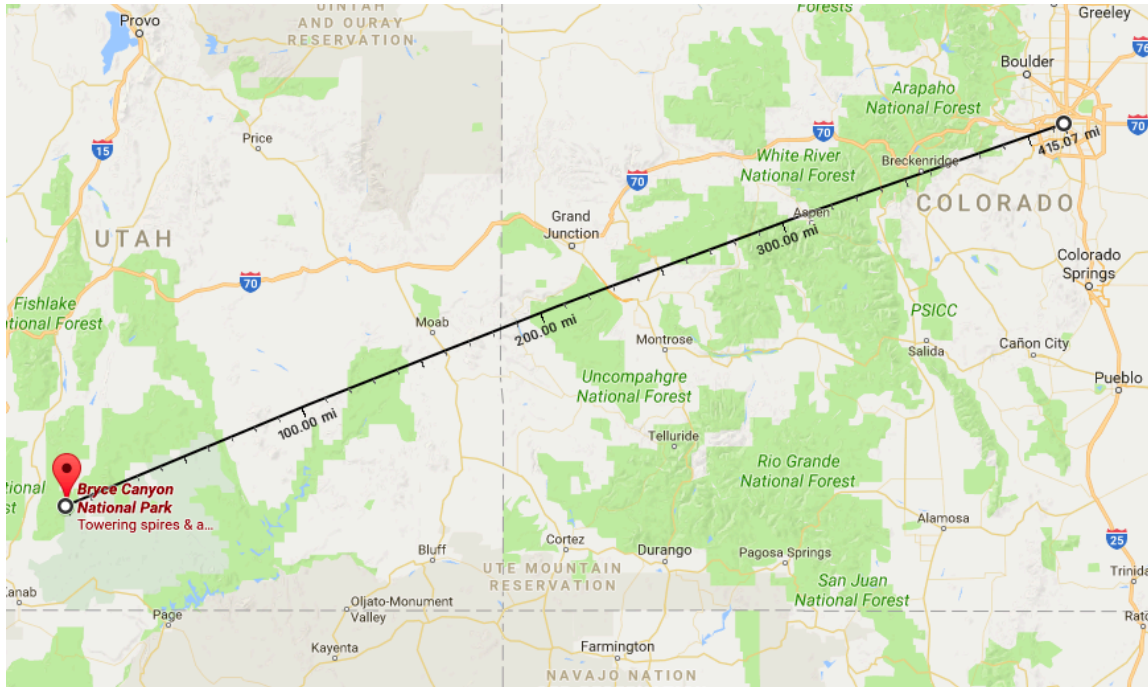 UINTAH
AND OURAY
RESERVATION
Provo
Forests
Greeley
76
Boulder
Arapaho
National Forest
70
70
415.07 mi
Price
15
White River
National Forest
Breckenridge
70
COLORADO
Aspen
Grand
Junction
300.00 mi
UTAH
Colorado
Springs
70
Fishlake
National Forest
Moab
200.00 mi
PSICC
Montrose
Salida
Cañon City
Uncompahgre
National Forest
Pueblo
100.00 mi
Telluride
Rio Grande
National Forest
Bryce Canyon
National Park
Towering spires & a...
Alamosa
25
Bluff
Cortez
Durango
Pagosa Springs
UTE MOUNTAIN
RESERVATION
San Juan
National Forest
Trinida
Kanab
Page
Oljato-Monument
Valley
Rato
Kayenta
Farmington
NAVAJO NATION